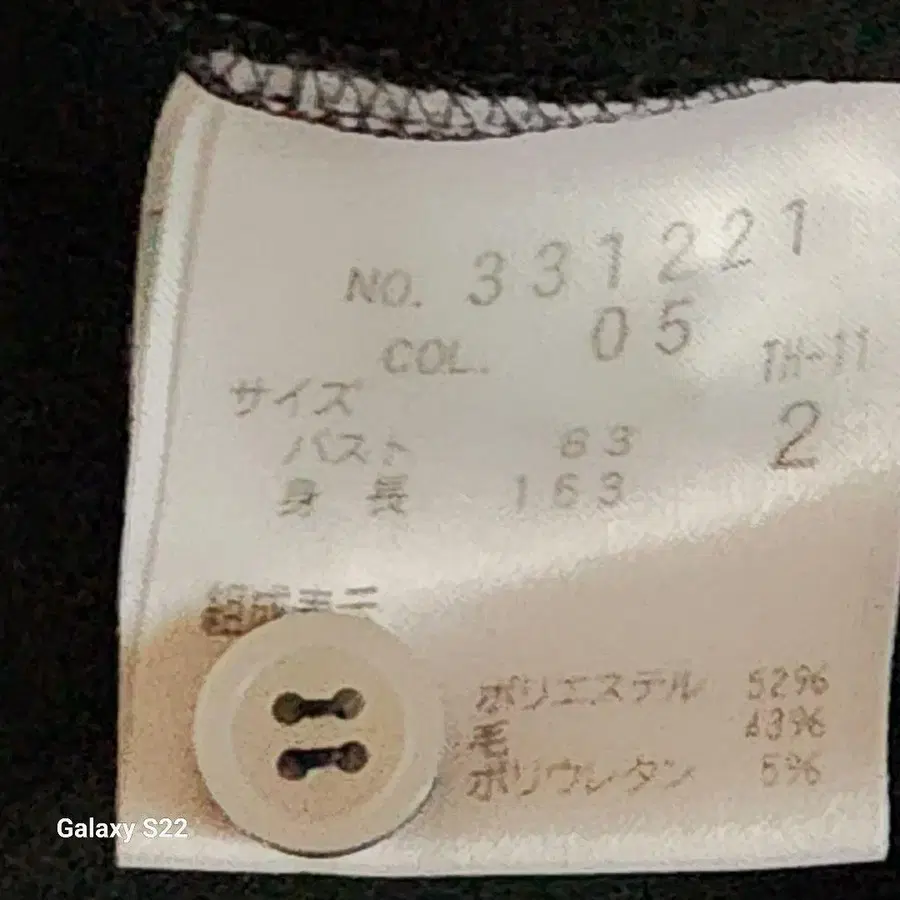 NO. 331221
COL. 05
TH-11
サイズ 2
バスト 83
身長 163
組成表示
ポリエステル 52%
毛 43%
ポリウレタン 5%
Galaxy S22